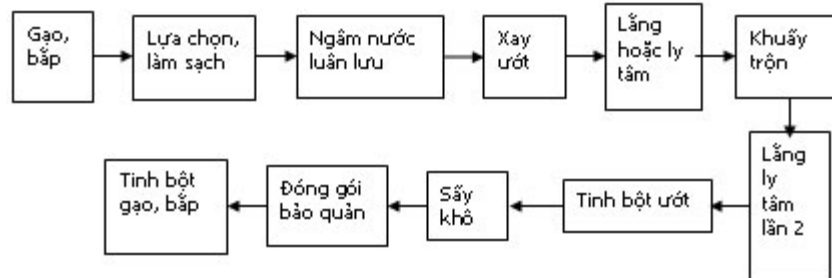 Gạo,
bắp
Lựa chọn,
làm sạch
Ngâm nước
luân lưu
Xay
ướt
Lắng
hoặc ly
tâm
Khuấy
trộn
Lắng
ly
tâm
lần 2
Tinh bột ướt
Sấy
khô
Đóng gói
bảo quản
Tinh bột
gạo, bắp